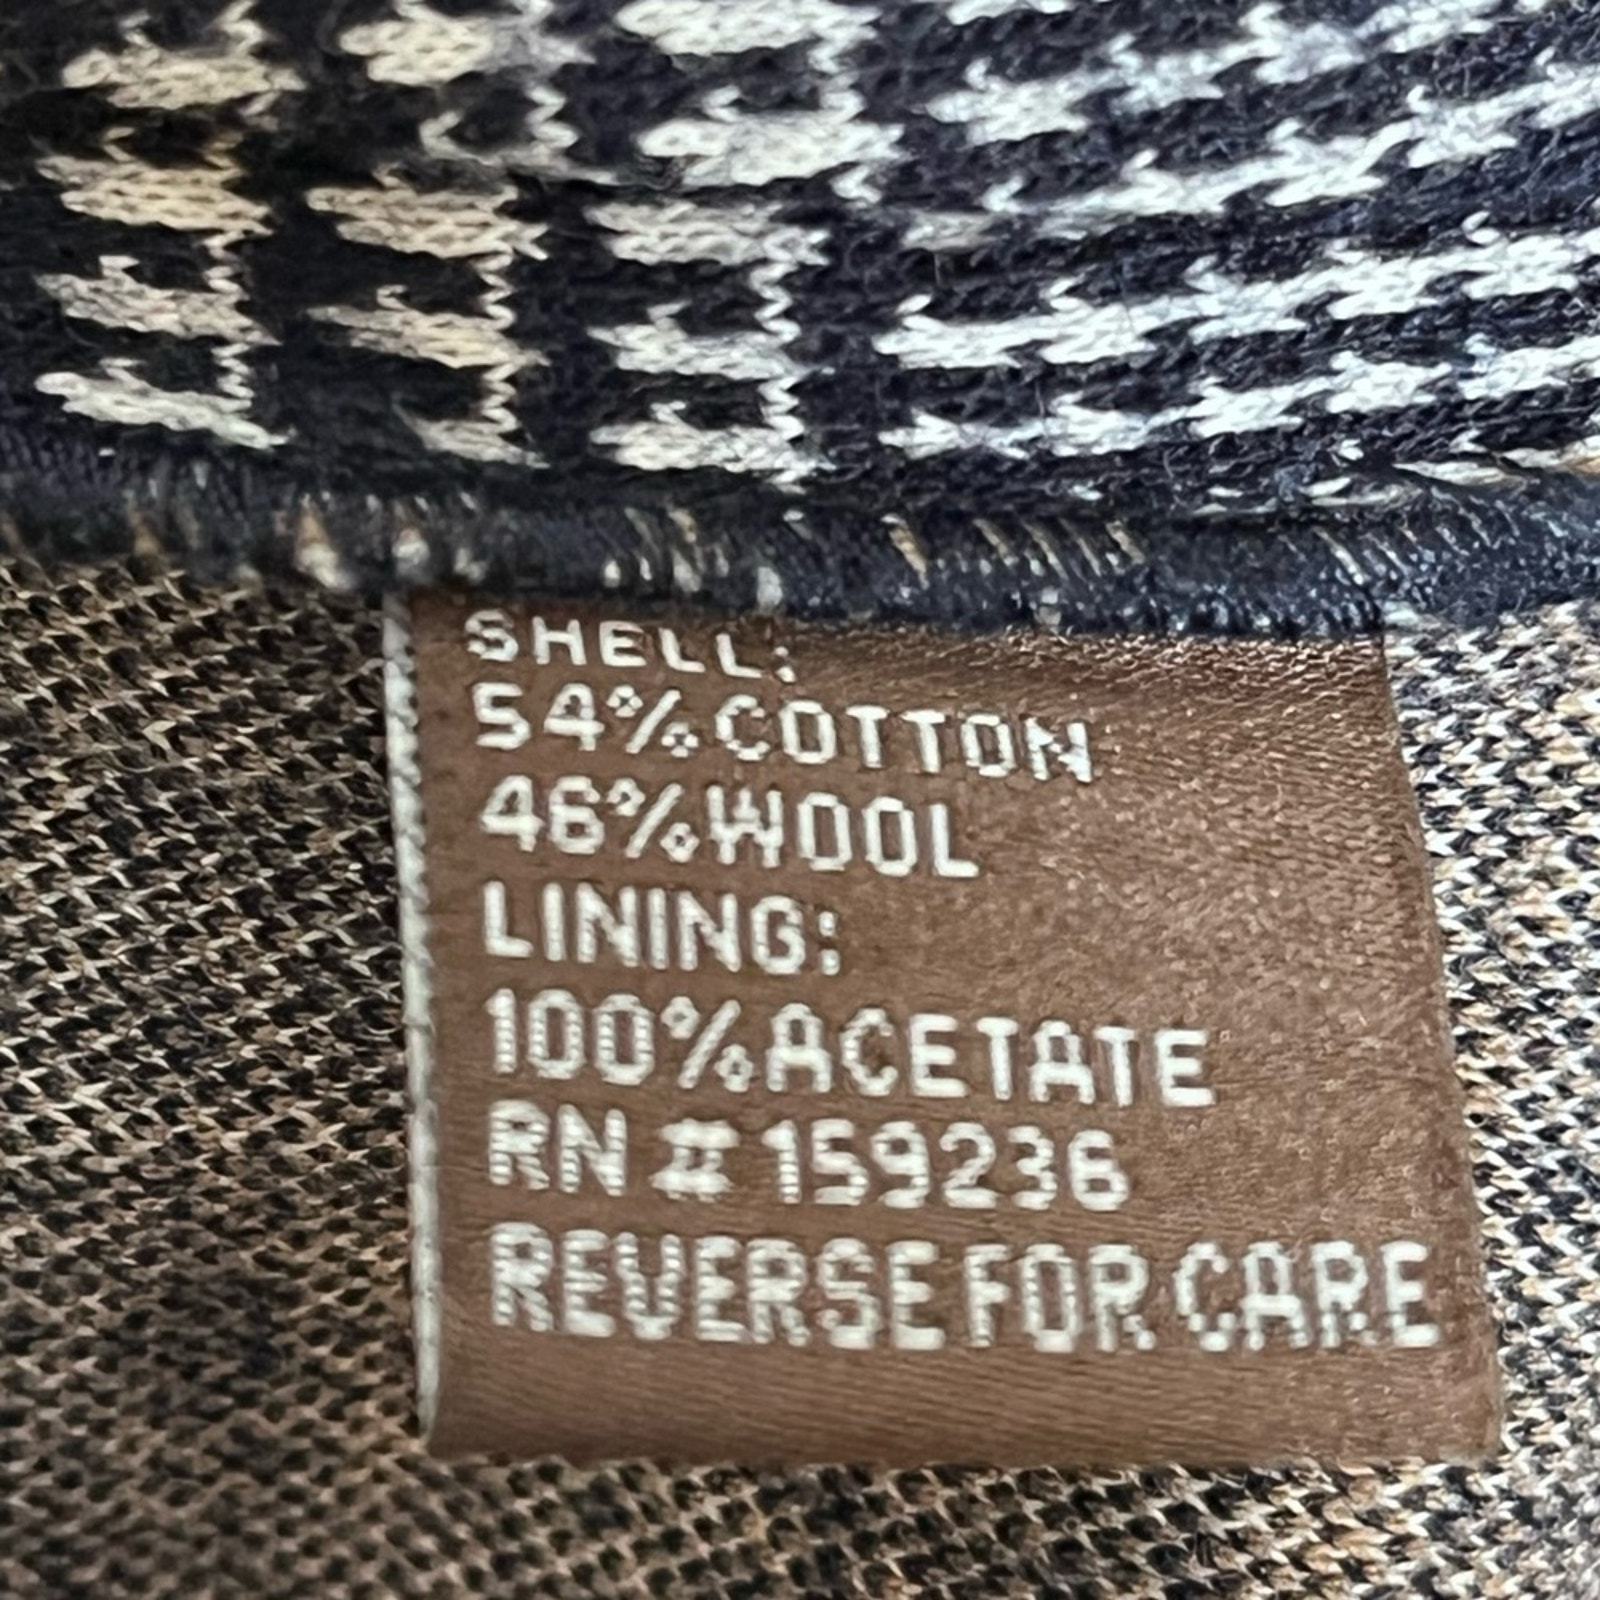 SHELL:
54% COTTON
46% WOOL
LINING:
100% ACETATE
RN # 159236
REVERSE FOR CARE